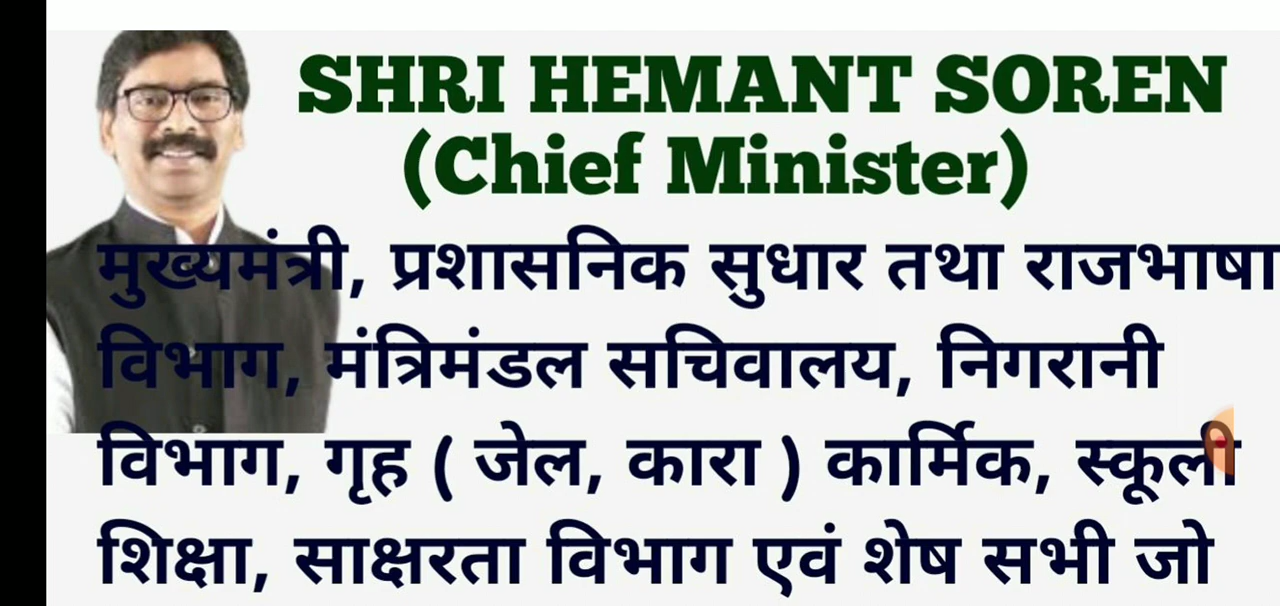 SHRI HEMANT SOREN
(Chief Minister)
मुख्यमंत्री, प्रशासनिक सुधार तथा राजभाषा
विभाग, मंत्रिमंडल सचिवालय, निगरानी
विभाग, गृह ( जेल, कारा ) कार्मिक, स्कूली
शिक्षा, साक्षरता विभाग एवं शेष सभी जो